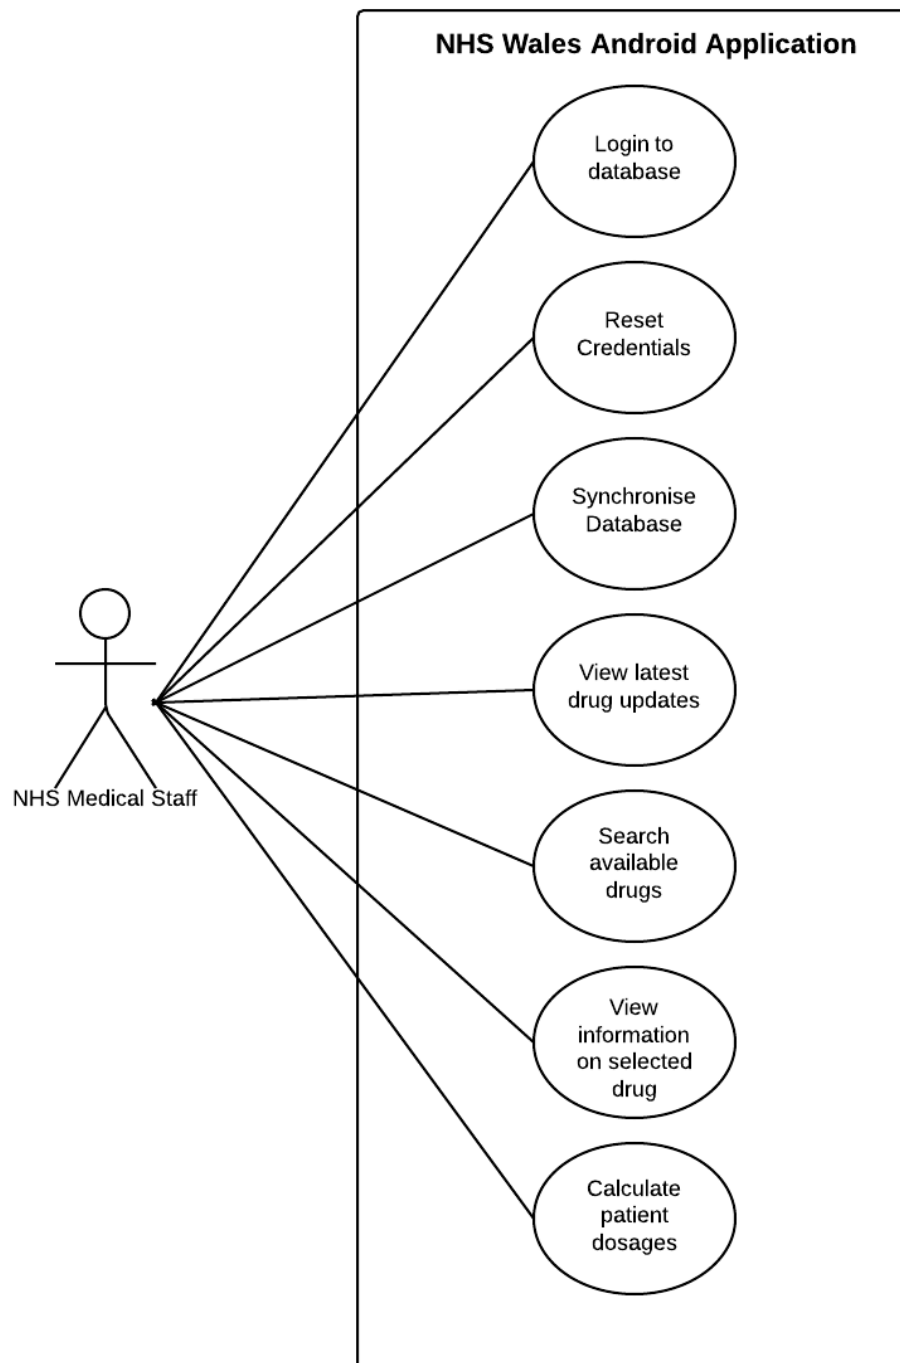 NHS Wales Android Application
Login to
database
Reset
Credentials
Synchronise
Database
View latest
drug updates
NHS Medical Staff
Search
available
drugs
View
information
on selected
drug
Calculate
patient
dosages